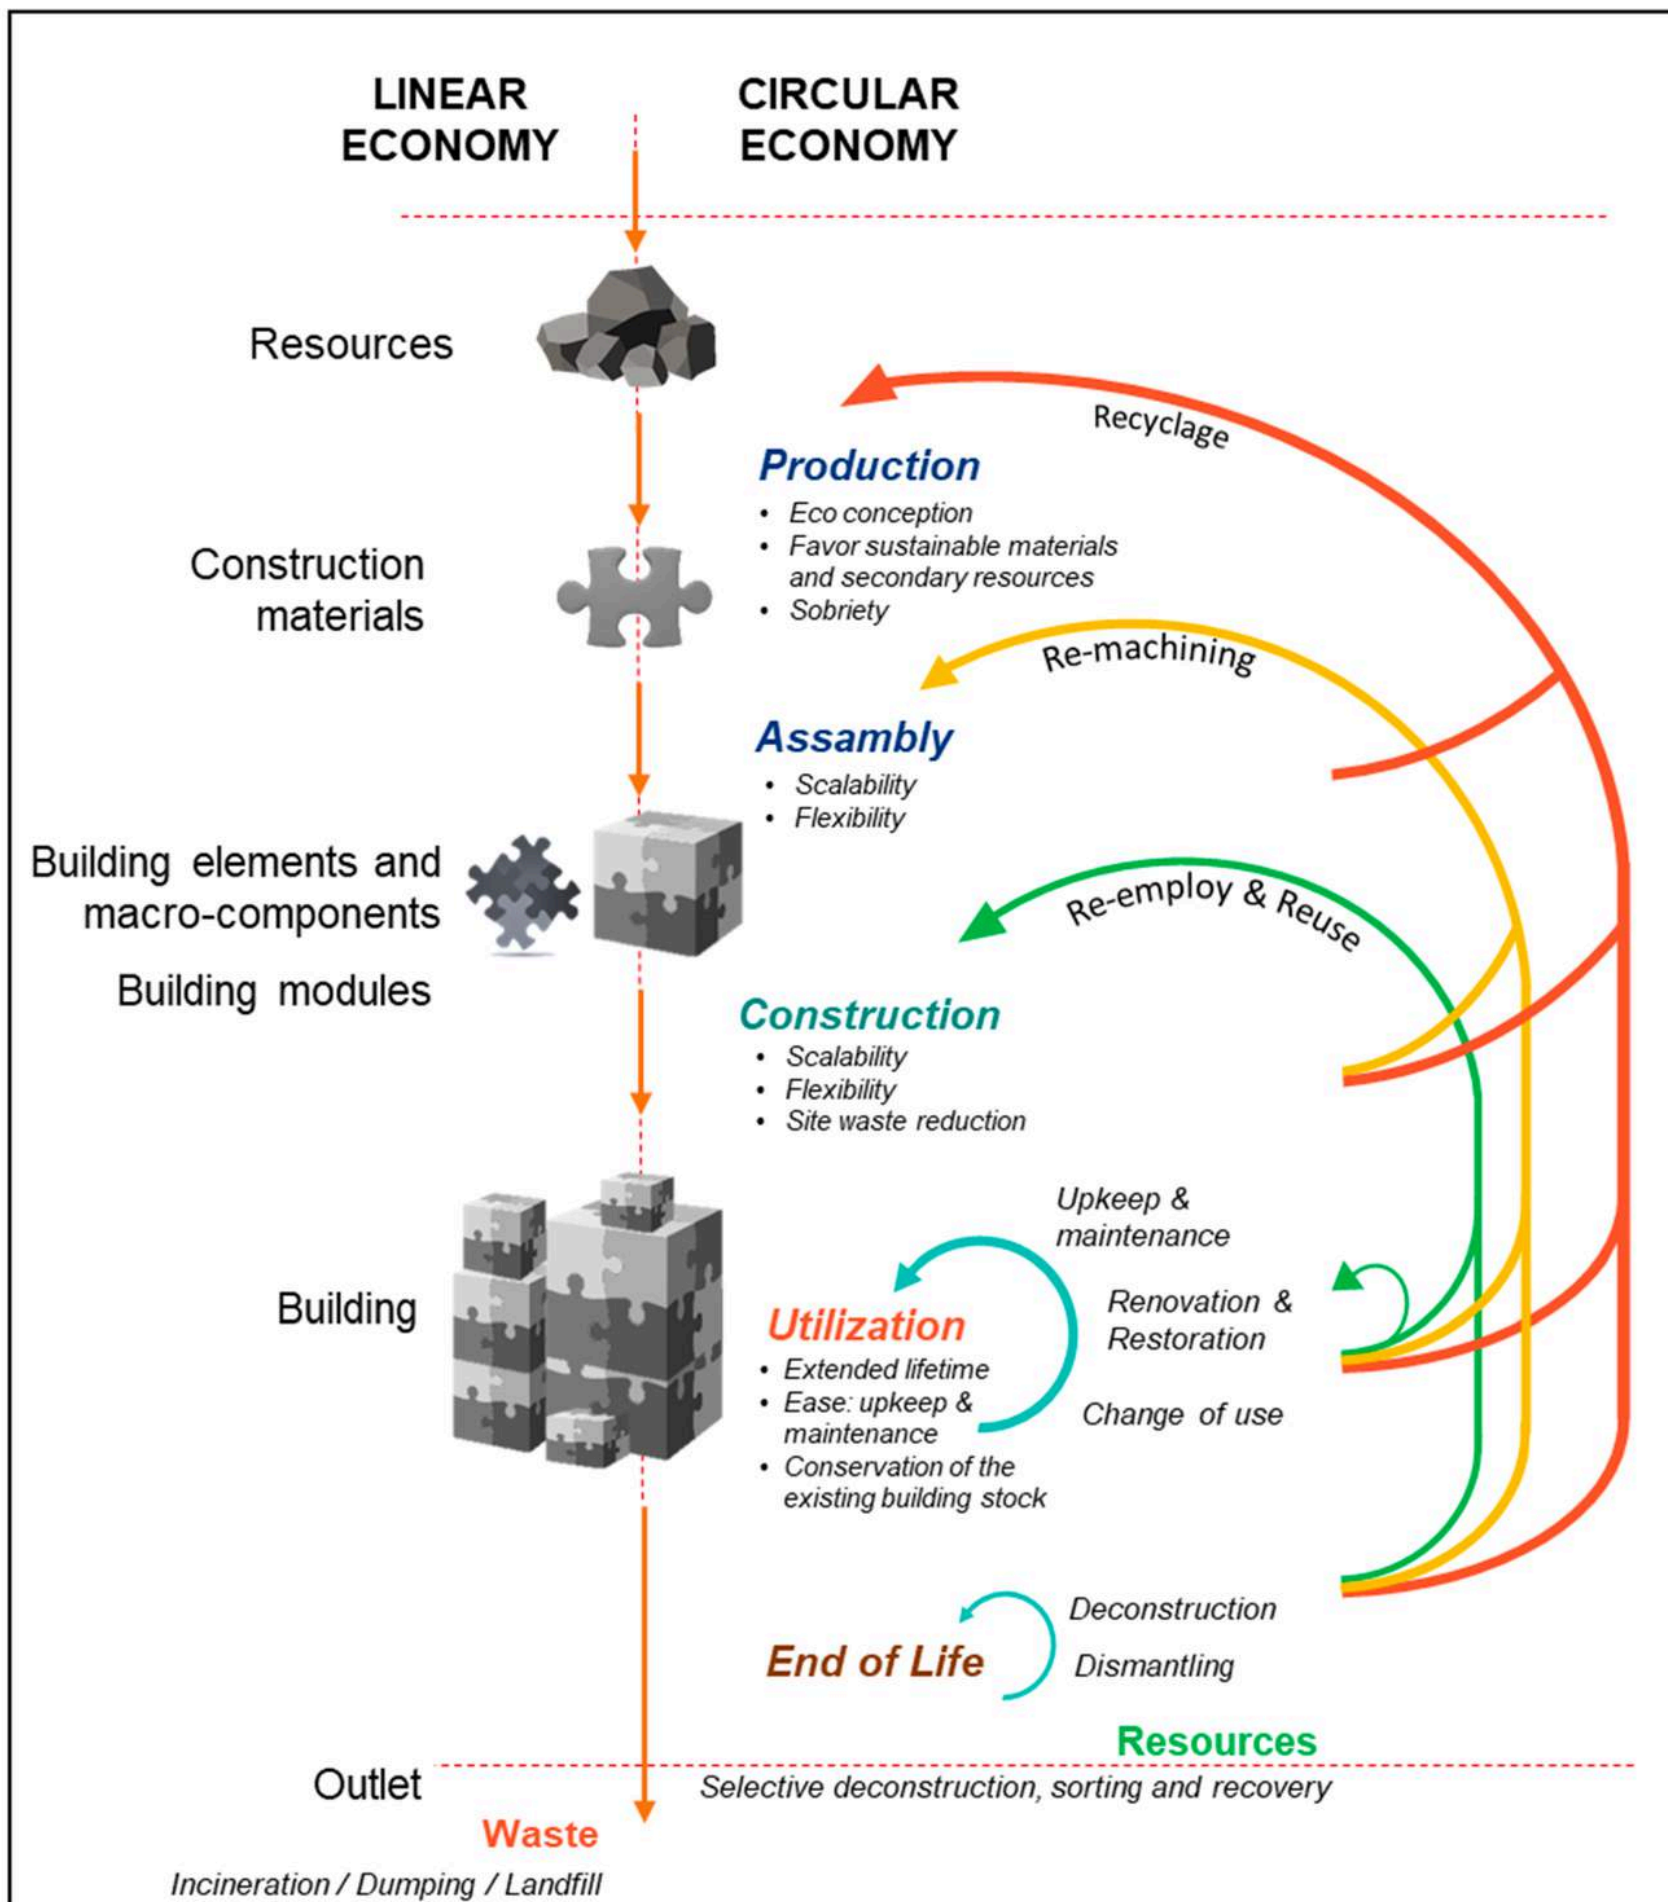 LINEAR
ECONOMY
CIRCULAR
ECONOMY
Resources
Recyclage
Production
• Eco conception
• Favor sustainable materials
and secondary resources
• Sobriety
Construction
materials
Re-machining
Assambly
• Scalability
• Flexibility
Building elements and
macro-components
Building modules
Re-employ & Reuse
Construction
• Scalability
• Flexibility
• Site waste reduction
Building
Upkeep &
maintenance
Renovation &
Restoration
Change of use
Utilization
• Extended lifetime
• Ease: upkeep &
maintenance
• Conservation of the
existing building stock
End of Life
Deconstruction
Dismantling
Resources
Outlet
Selective deconstruction, sorting and recovery
Waste
Incineration / Dumping / Landfill